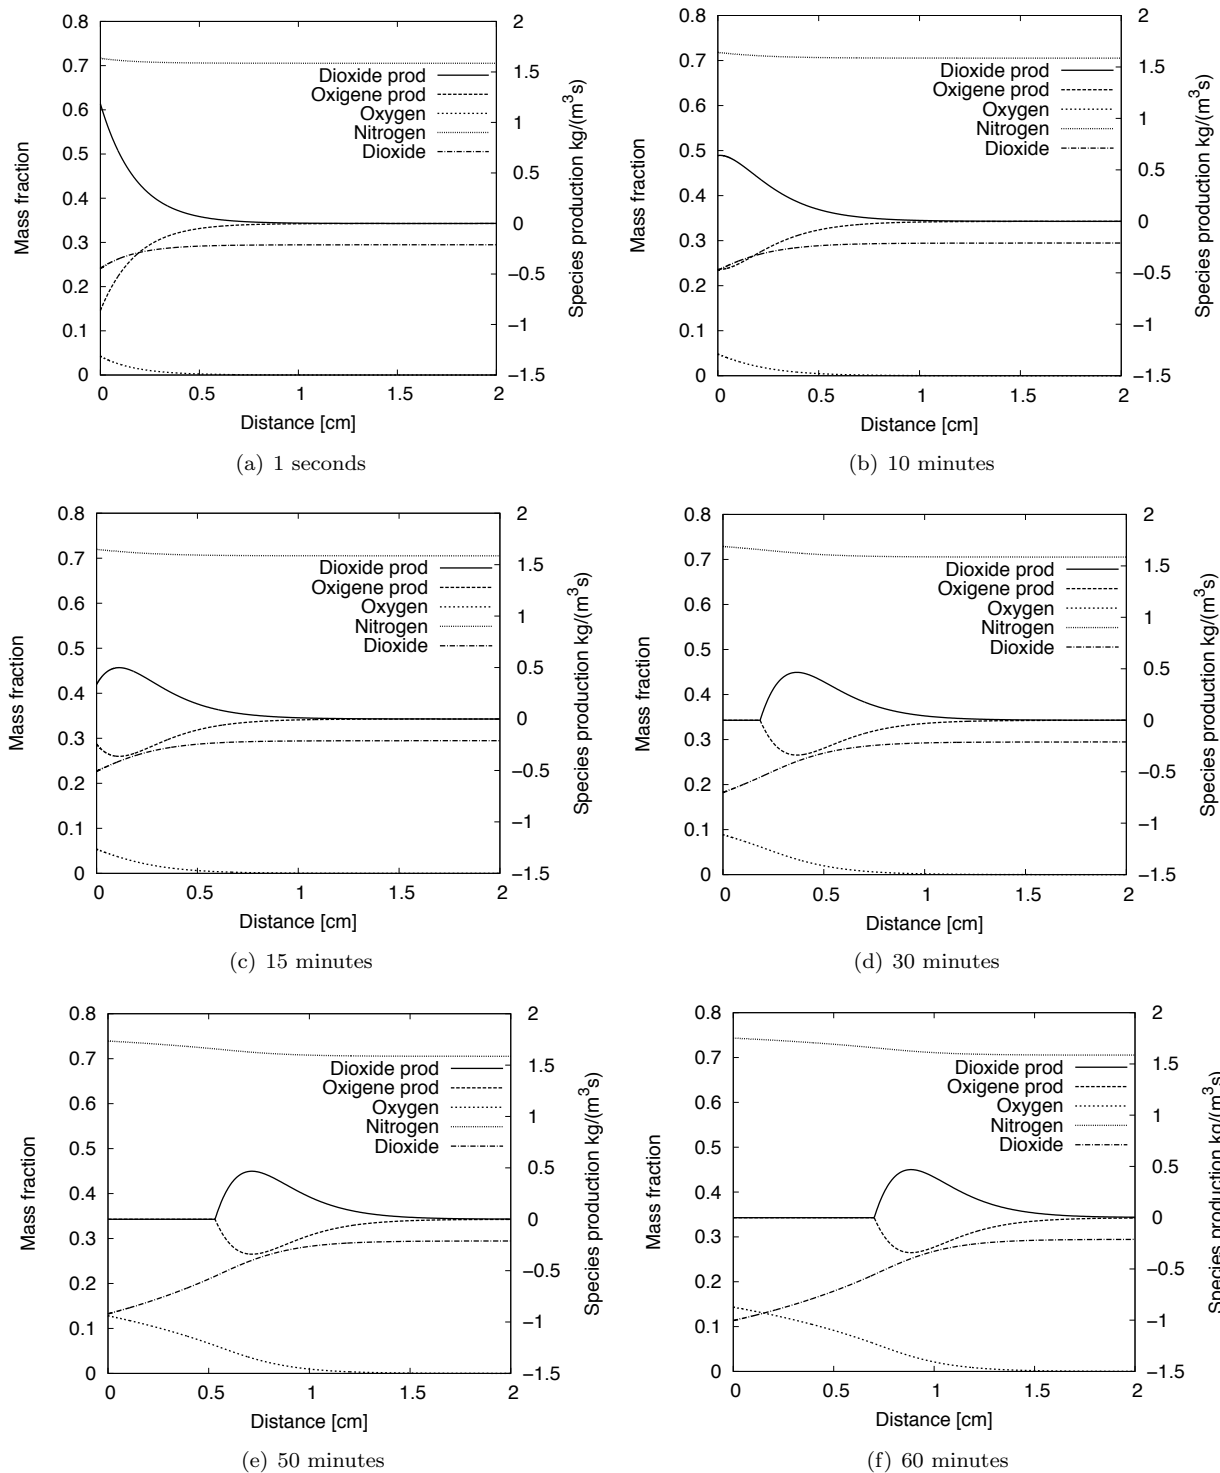 0.8
0.7
0.6
0.5
0.4
0.3
0.2
0.1
0
Mass fraction
2
1.5
1
0.5
0
−0.5
−1
−1.5
Species production kg/(m³s)
Dioxide prod
Oxigene prod
Oxygen
Nitrogen
Dioxide
0 0.5 1 1.5 2
Distance [cm]
(a) 1 seconds
0.8
0.7
0.6
0.5
0.4
0.3
0.2
0.1
0
Mass fraction
2
1.5
1
0.5
0
−0.5
−1
−1.5
Species production kg/(m³s)
Dioxide prod
Oxigene prod
Oxygen
Nitrogen
Dioxide
0 0.5 1 1.5 2
Distance [cm]
(b) 10 minutes
0.8
0.7
0.6
0.5
0.4
0.3
0.2
0.1
0
Mass fraction
2
1.5
1
0.5
0
−0.5
−1
−1.5
Species production kg/(m³s)
Dioxide prod
Oxigene prod
Oxygen
Nitrogen
Dioxide
0 0.5 1 1.5 2
Distance [cm]
(c) 15 minutes
0.8
0.7
0.6
0.5
0.4
0.3
0.2
0.1
0
Mass fraction
2
1.5
1
0.5
0
−0.5
−1
−1.5
Species production kg/(m³s)
Dioxide prod
Oxigene prod
Oxygen
Nitrogen
Dioxide
0 0.5 1 1.5 2
Distance [cm]
(d) 30 minutes
0.8
0.7
0.6
0.5
0.4
0.3
0.2
0.1
0
Mass fraction
2
1.5
1
0.5
0
−0.5
−1
−1.5
Species production kg/(m³s)
Dioxide prod
Oxigene prod
Oxygen
Nitrogen
Dioxide
0 0.5 1 1.5 2
Distance [cm]
(e) 50 minutes
0.8
0.7
0.6
0.5
0.4
0.3
0.2
0.1
0
Mass fraction
2
1.5
1
0.5
0
−0.5
−1
−1.5
Species production kg/(m³s)
Dioxide prod
Oxigene prod
Oxygen
Nitrogen
Dioxide
0 0.5 1 1.5 2
Distance [cm]
(f) 60 minutes